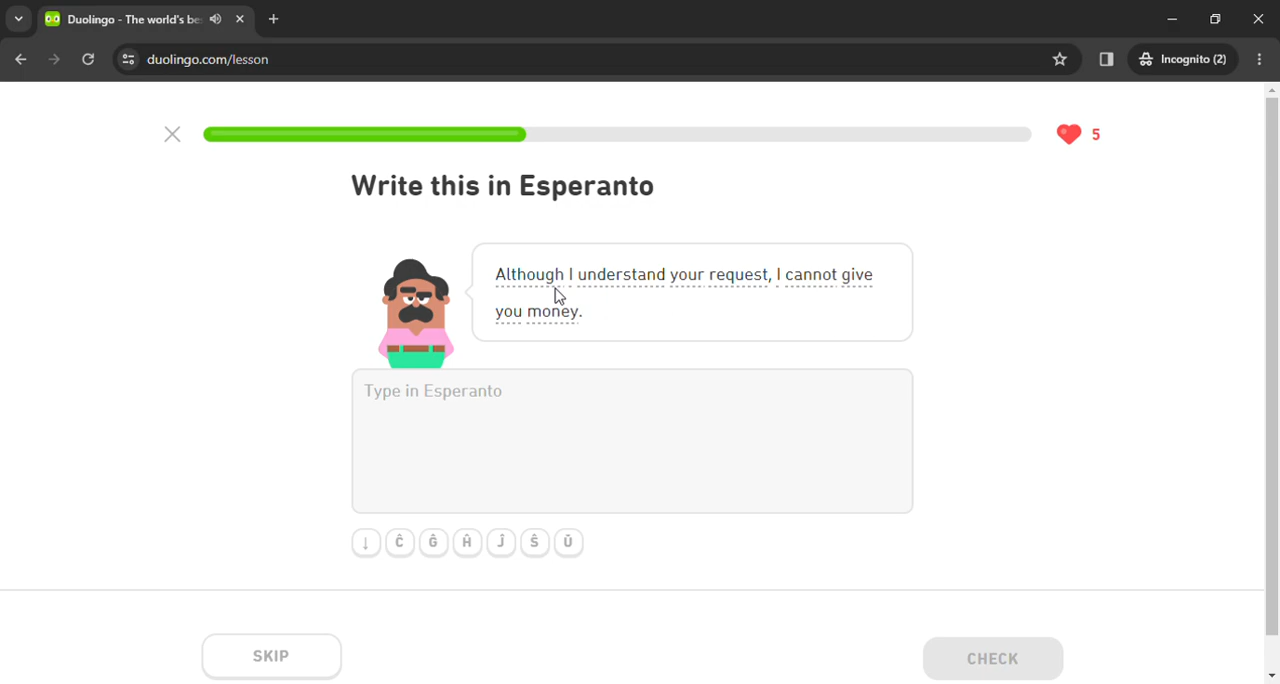 Duolingo - The world's be
duolingo.com/lesson
Incognito (2)
5
Write this in Esperanto
Although I understand your request, I cannot give
you money.
Type in Esperanto
↓ Ĉ Ĝ Ĥ Ĵ Ŝ Ŭ
SKIP
CHECK